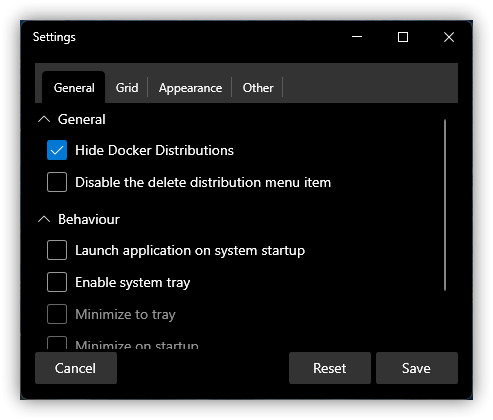 Settings
General Grid Appearance Other
General
Hide Docker Distributions
Disable the delete distribution menu item
Behaviour
Launch application on system startup
Enable system tray
Minimize to tray
Minimize on startup
Cancel Reset Save